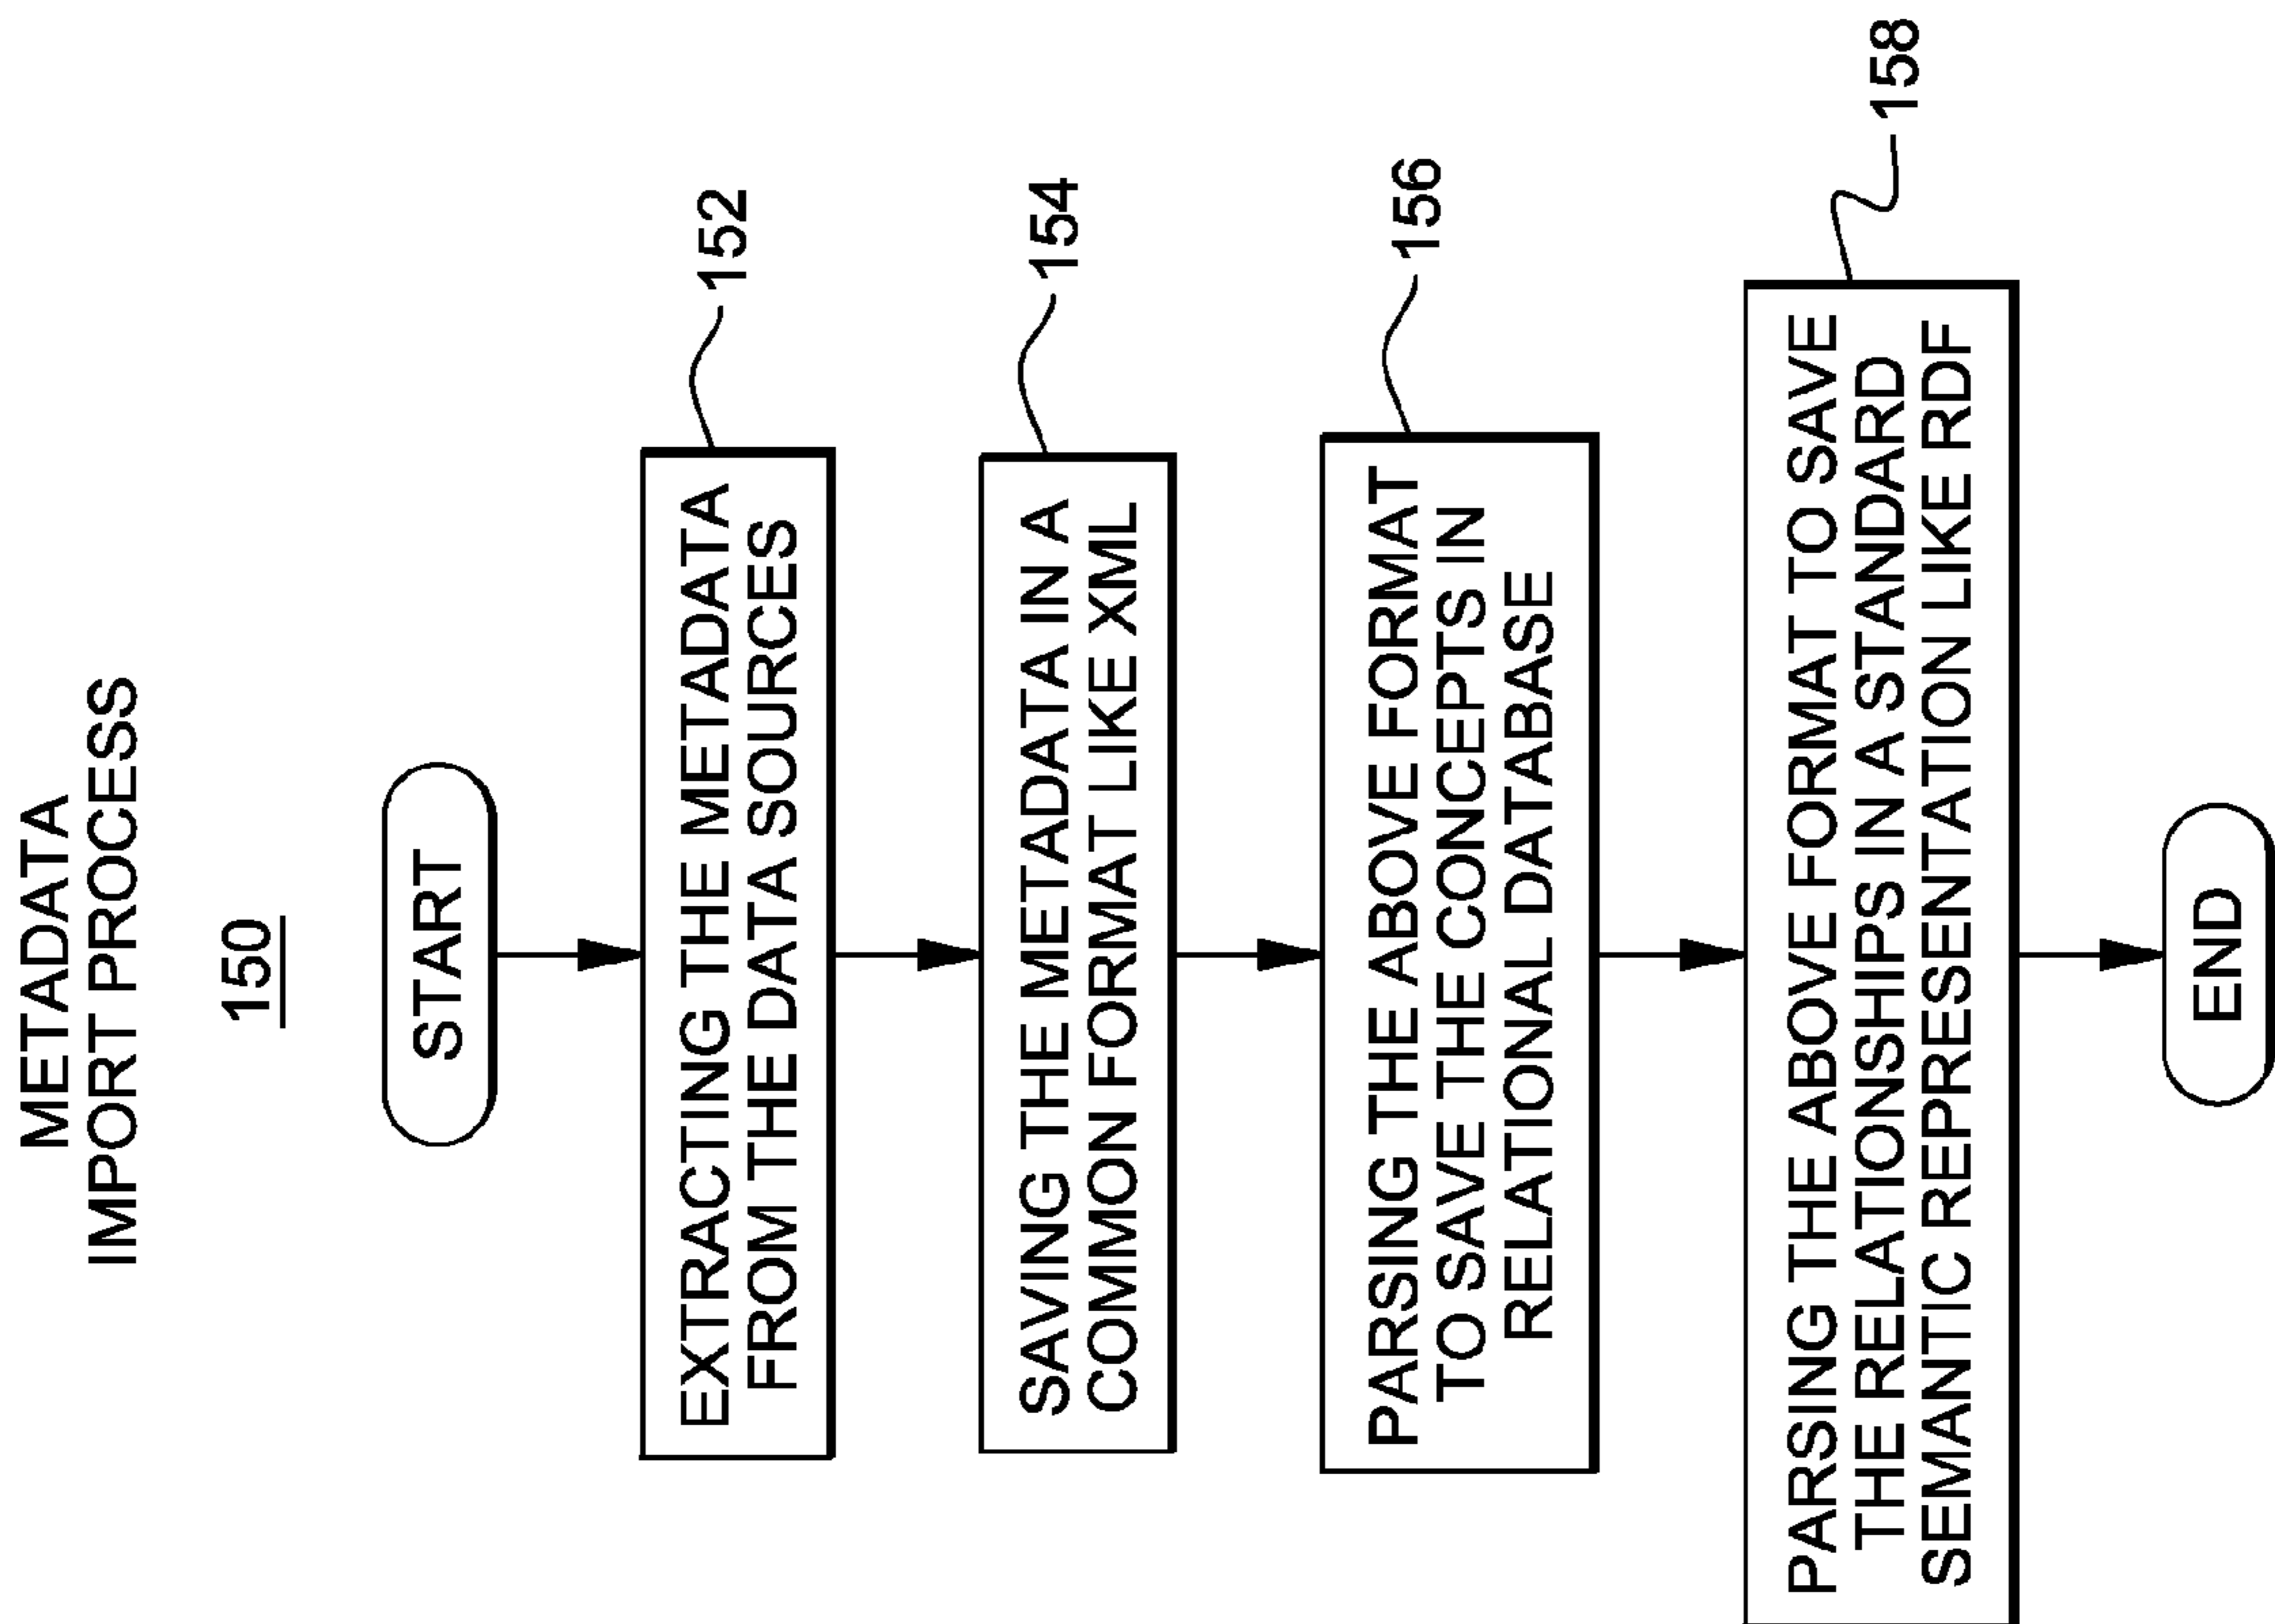 METADATA
IMPORT PROCESS
150
START
EXTRACTING THE METADATA
FROM THE DATA SOURCES
152
SAVING THE METADATA IN A
COMMON FORMAT LIKE XML
154
PARSING THE ABOVE FORMAT
TO SAVE THE CONCEPTS IN
RELATIONAL DATABASE
156
PARSING THE ABOVE FORMAT TO SAVE
THE RELATIONSHIPS IN A STANDARD
SEMANTIC REPRESENTATION LIKE RDF
158
END